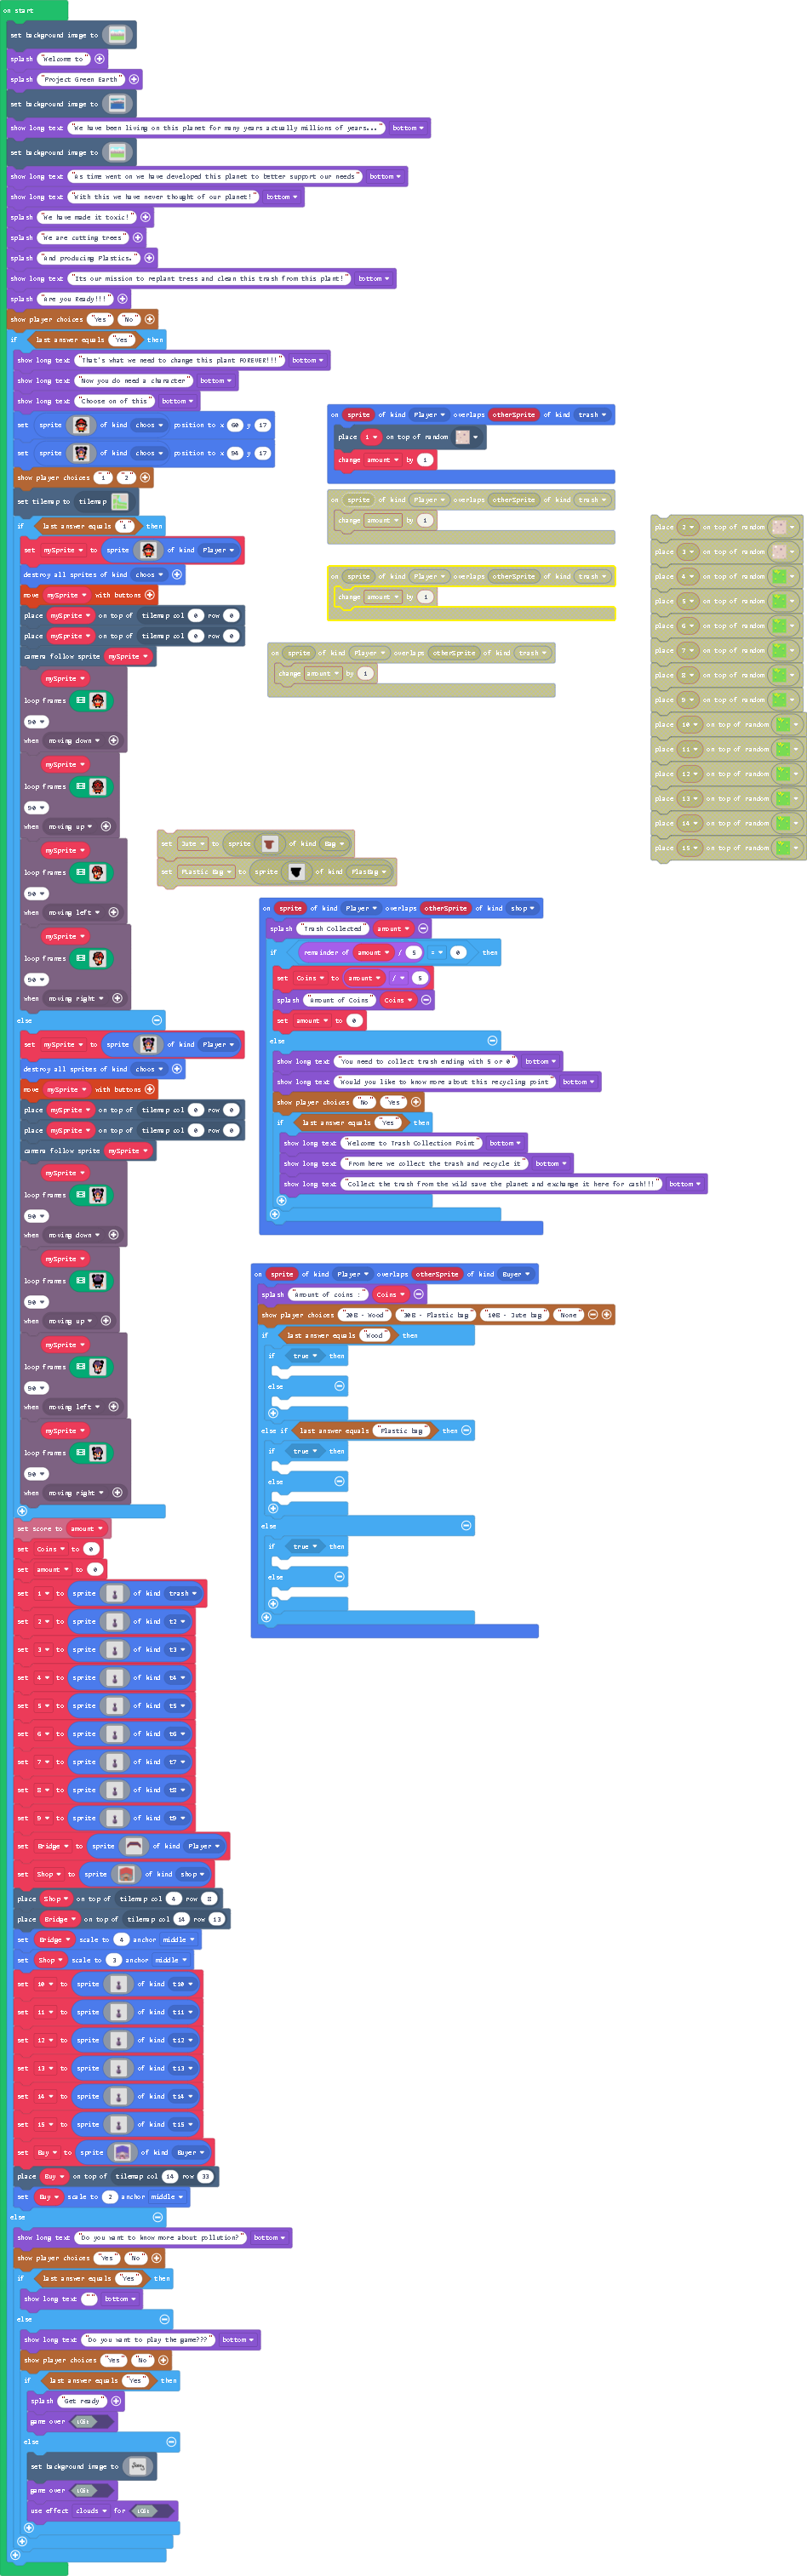 on start
set background image to
splash "Welcome to"
splash "Project Green Earth"
set background image to
show long text "We have been living on this planet for many years actually millions of years..." bottom
set background image to
show long text "As time went on we have developed this planet to better support our needs" bottom
show long text "With this we have never thought of our planet!" bottom
splash "We have made it toxic!"
splash "We are cutting trees"
splash "And producing Plastics."
show long text "Its our mission to replant tress and clean this trash from this plant!" bottom
splash "Are you Ready!!!"
show player choices "Yes" "No"
if last answer equals "Yes" then
show long text "That's what we need to change this plant FOREVER!!!" bottom
show long text "Now you do need a character" bottom
show long text "Choose on of this" bottom
set sprite of kind choos position to x 60 y 17
set sprite of kind choos position to x 94 y 17
show player choices "1" "2"
set tilemap to tilemap
if last answer equals "1" then
set mySprite to sprite of kind Player
destroy all sprites of kind choos
move mySprite with buttons
place mySprite on top of tilemap col 0 row 0
place mySprite on top of tilemap col 0 row 0
camera follow sprite mySprite
mySprite
loop frames
90
when moving down
mySprite
loop frames
90
when moving up
mySprite
loop frames
90
when moving left
mySprite
loop frames
90
when moving right
else
set mySprite to sprite of kind Player
destroy all sprites of kind choos
move mySprite with buttons
place mySprite on top of tilemap col 0 row 0
place mySprite on top of tilemap col 0 row 0
camera follow sprite mySprite
mySprite
loop frames
90
when moving down
mySprite
loop frames
90
when moving up
mySprite
loop frames
90
when moving left
mySprite
loop frames
90
when moving right
set score to amount
set Coins to 0
set amount to 0
set 1 to sprite of kind trash
set 2 to sprite of kind t2
set 3 to sprite of kind t3
set 4 to sprite of kind t4
set 5 to sprite of kind t5
set 6 to sprite of kind t6
set 7 to sprite of kind t7
set 8 to sprite of kind t8
set 9 to sprite of kind t9
set Bridge to sprite of kind Player
set Shop to sprite of kind shop
place Shop on top of tilemap col 4 row 8
place Bridge on top of tilemap col 14 row 13
set Bridge scale to 4 anchor middle
set Shop scale to 3 anchor middle
set 10 to sprite of kind t10
set 11 to sprite of kind t11
set 12 to sprite of kind t12
set 13 to sprite of kind t13
set 14 to sprite of kind t14
set 15 to sprite of kind t15
set Buy to sprite of kind Buyer
place Buy on top of tilemap col 14 row 33
set Buy scale to 2 anchor middle
else
show long text "Do you want to know more about pollution?" bottom
show player choices "Yes" "No"
if last answer equals "Yes" then
show long text "" bottom
else
show long text "Do you want to play the game???" bottom
show player choices "Yes" "No"
if last answer equals "Yes" then
splash "Get ready"
game over
else
set background image to
game over
use effect clouds for
on sprite of kind Player overlaps otherSprite of kind trash
place 1 on top of random
change amount by 1
on sprite of kind Player overlaps otherSprite of kind trash
change amount by 1
on sprite of kind Player overlaps otherSprite of kind trash
change amount by 1
on sprite of kind Player overlaps otherSprite of kind trash
change amount by 1
place 2 on top of random
place 3 on top of random
place 4 on top of random
place 5 on top of random
place 6 on top of random
place 7 on top of random
place 8 on top of random
place 9 on top of random
place 10 on top of random
place 11 on top of random
place 12 on top of random
place 13 on top of random
place 14 on top of random
place 15 on top of random
set Jute to sprite of kind Bag
set Plastic Bag to sprite of kind PlasBag
on sprite of kind Player overlaps otherSprite of kind shop
splash "Trash Collected" amount
if remainder of amount / 5 = 0 then
set Coins to amount / 5
splash "Amount of Coins" Coins
set amount to 0
else
show long text "You need to collect trash ending with 5 or 0" bottom
show long text "Would you like to know more about this recycling point" bottom
show player choices "No" "Yes"
if last answer equals "Yes" then
show long text "Welcome to Trash Collection Point" bottom
show long text "From here we collect the trash and recycle it" bottom
show long text "Collect the trash from the wild save the planet and exchange it here for cash!!!" bottom
on sprite of kind Player overlaps otherSprite of kind Buyer
splash "Amount of coins :" Coins
show player choices "20$ - Wood" "30$ - Plastic bag" "10$ - Jute bag" "None"
if last answer equals "Wood" then
if true then
else
else if last answer equals "Plastic bag" then
if true then
else
else
if true then
else